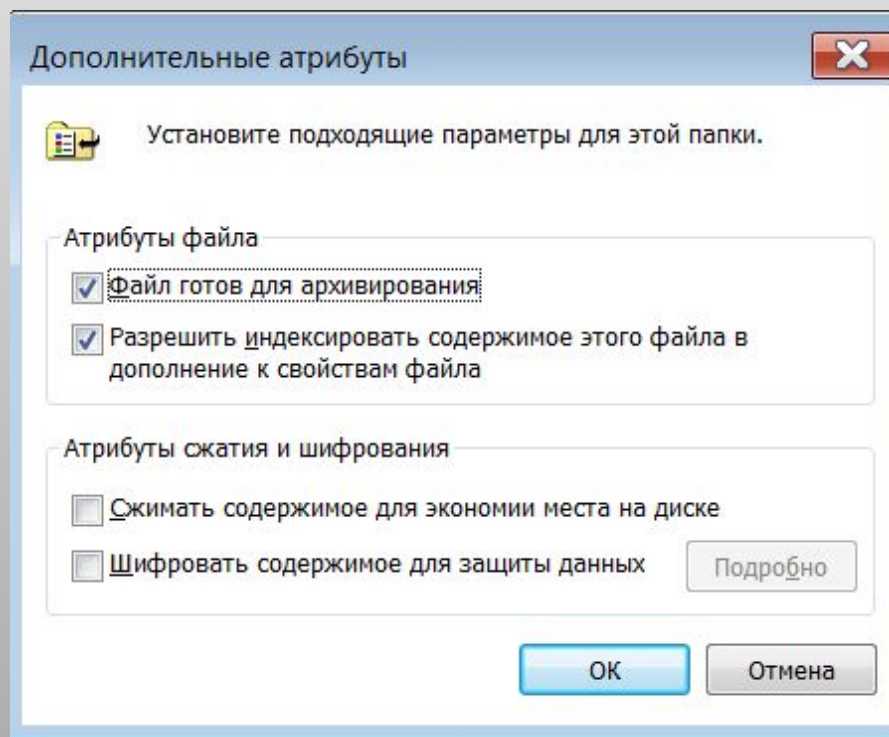 Дополнительные атрибуты
Установите подходящие параметры для этой папки.
Атрибуты файла
Файл готов для архивирования
Разрешить индексировать содержимое этого файла в
дополнение к свойствам файла
Атрибуты сжатия и шифрования
Сжимать содержимое для экономии места на диске
Шифровать содержимое для защиты данных
Подробно
ОК
Отмена